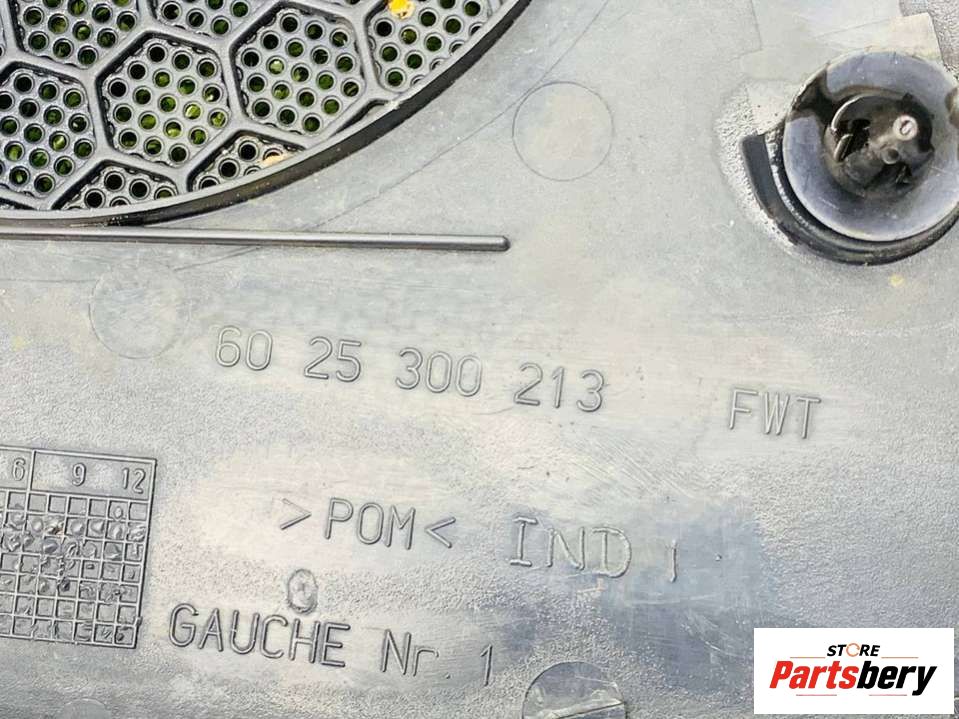 60 25 300 213 FWT
6 9 12
>POM< IND 1
GAUCHE Nr. 1
STORE
Partsbery